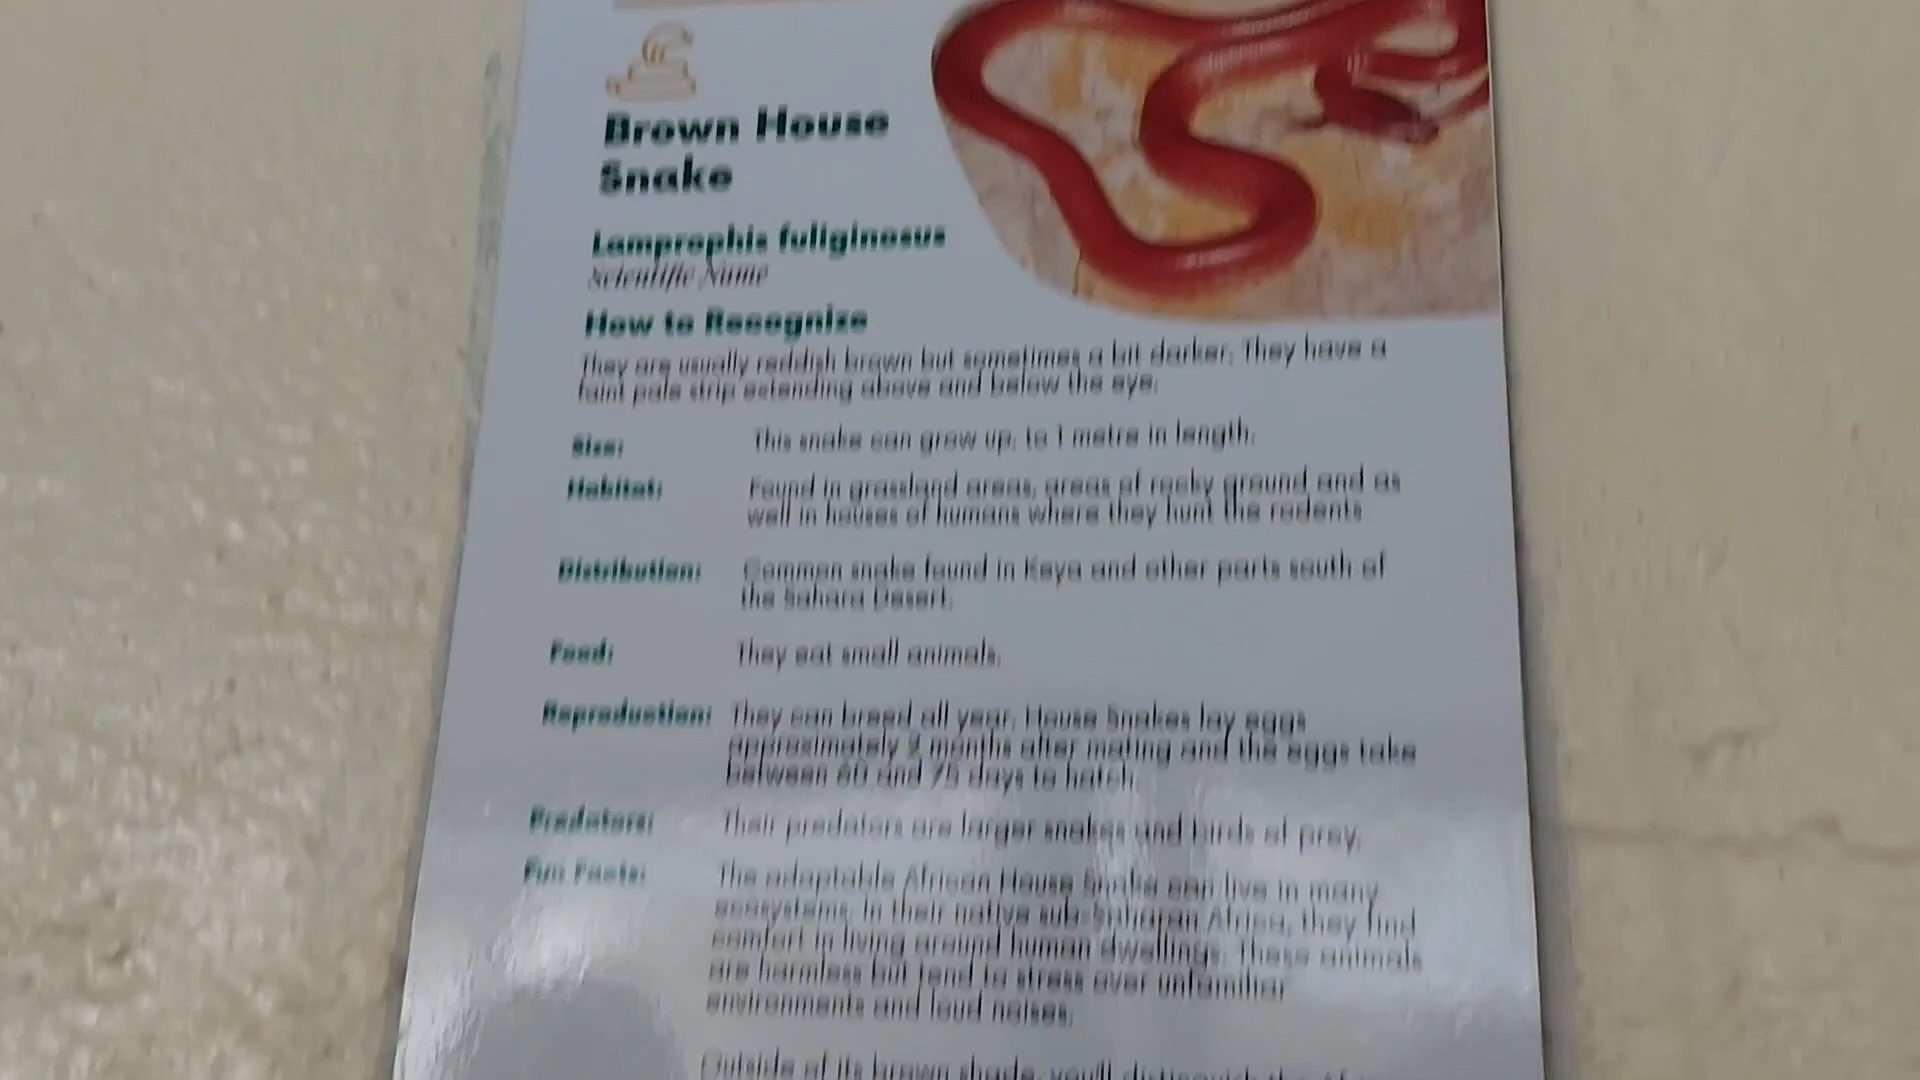 Brown House
Snake
Lamprophis fuliginosus
Scientific Name
How to Recognize
They are usually reddish brown but sometimes a bit darker. They have a
faint pale strip extending above and below the eye.
Size: This snake can grow up. to 1 metre in length.
Habitat: Found in grassland areas, areas of rocky ground and as
well in houses of humans where they hunt the rodents
Distribution: Common snake found in Keya and other parts south of
the Sahara Desert.
Food: They eat small animals.
Reproduction: They can breed all year. House Snakes lay eggs
approximately 2 months after mating and the eggs take
between 60 and 75 days to hatch
Predators: Their predators are larger snakes and birds of prey.
Fun Facts: The adaptable African House Snake can live in many
ecosystems. In their native sub-Saharan Africa, they find
comfort in living around human dwellings. These animals
are harmless but tend to stress over unfamiliar
environments and loud noises.
Outside of its brown shade, you'll distinguish the